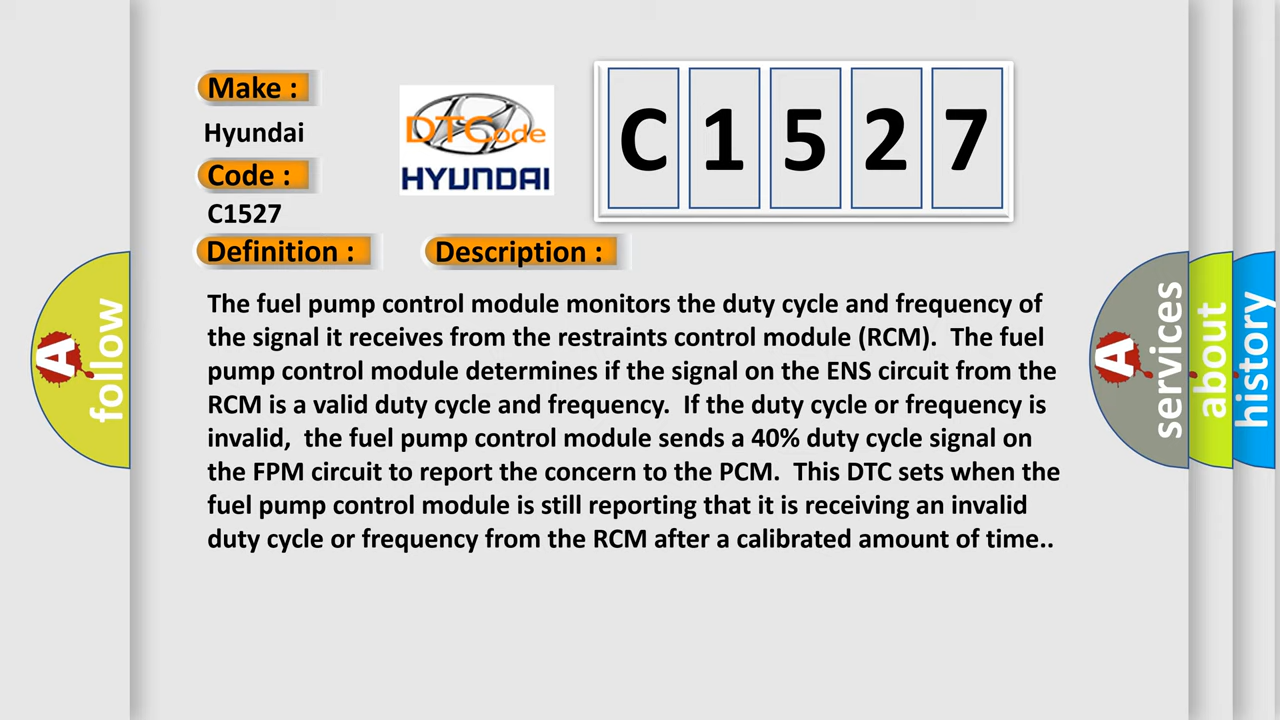 Make :
Hyundai
Code :
C1527
Definition :
Description :
DTCode
HYUNDAI
C 1 5 2 7
The fuel pump control module monitors the duty cycle and frequency of
the signal it receives from the restraints control module (RCM). The fuel
pump control module determines if the signal on the ENS circuit from the
RCM is a valid duty cycle and frequency. If the duty cycle or frequency is
invalid, the fuel pump control module sends a 40% duty cycle signal on
the FPM circuit to report the concern to the PCM. This DTC sets when the
fuel pump control module is still reporting that it is receiving an invalid
duty cycle or frequency from the RCM after a calibrated amount of time..
A follow
A services
about
history